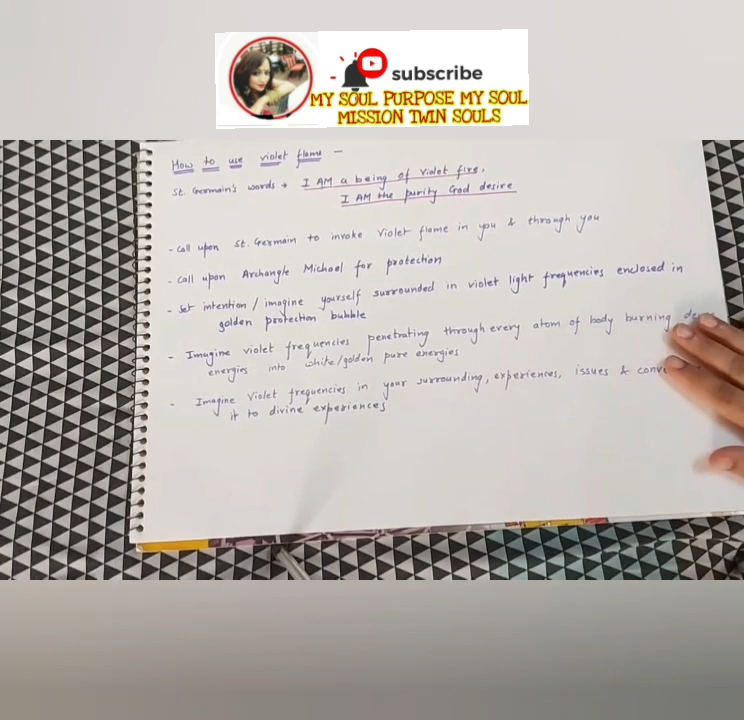 subscribe
MY SOUL PURPOSE MY SOUL
MISSION TWIN SOULS
How to use violet flame -
St. Germain's words → I AM a being of violet fire,
I AM the purity God desire
- Call upon St. Germain to invoke Violet flame in you & through you
- Call upon Archangle Michael for protection
- Set intention / imagine yourself surrounded in violet light frequencies enclosed in
golden protection bubble
- Imagine violet frequencies penetrating through every atom of body burning
energies into white/golden pure energies
- Imagine Violet frequencies in your surrounding, experiences, issues &
it to divine experiences